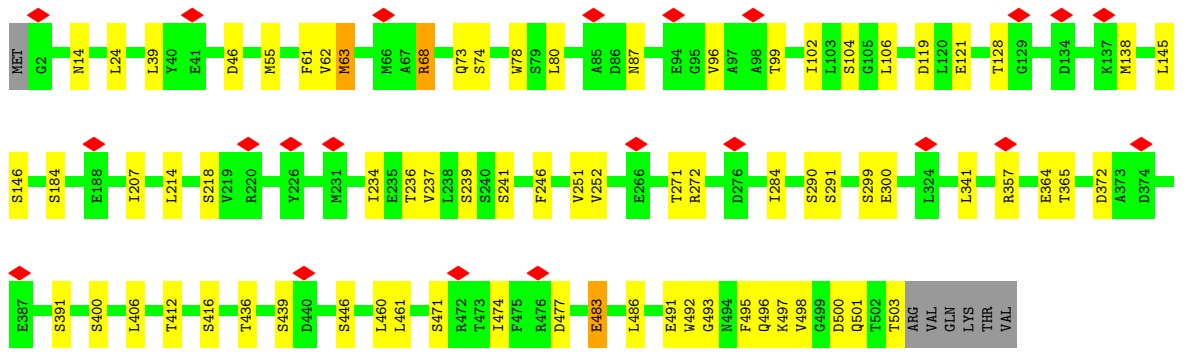 MET G2 N14 L24 L39 Y40 E41 D46 M55 F61 V62 M63 M66 A67 R68 Q73 S74 W78 S79 L80 A85 D86 N87 E94 G95 V96 A97 A98 T99 I102 L103 S104 G105 L106 D119 L120 E121 T128 G129 D134 K137 M138 L145
S146 S184 E188 I207 L214 S218 V219 R220 Y226 M231 I234 E235 T236 V237 L238 S239 S240 S241 F246 V251 V252 E266 T271 R272 D276 I284 S290 S291 S299 E300 L324 L341 R357 E364 T365 D372 A373 D374
E387 S391 S400 L406 T412 S416 T436 S439 D440 S446 L460 L461 S471 R472 T473 I474 F475 R476 D477 E483 L486 E491 W492 G493 N494 F495 Q496 K497 V498 G499 D500 Q501 T502 T503 ARG VAL GLN LYS THR VAL